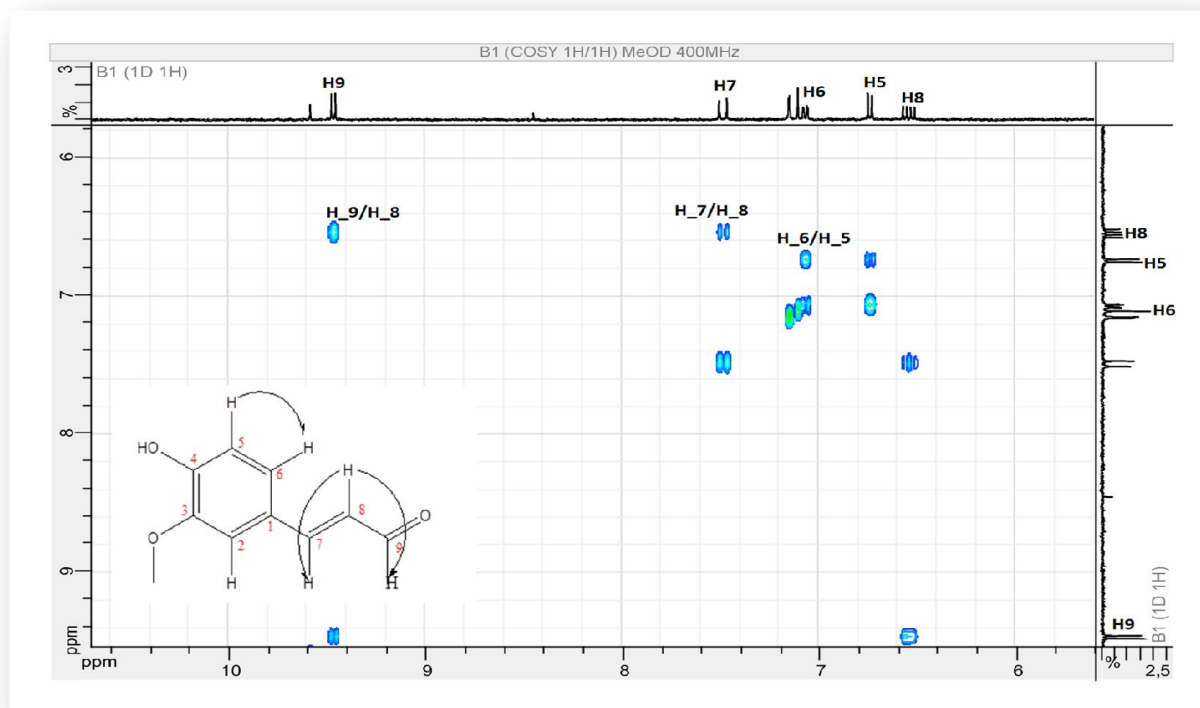 B1 (COSY 1H/1H) MeOD 400MHz
B1 (1D 1H)
3
%
H9
H7
H6
H5
H8
6
7
8
9
ppm
H_9/H_8
H_7/H_8
H_6/H_5
H8
H5
H6
H9
B1 (1D 1H)
H
H
HO
4
5
6
H
3
1
8
O
O
2
7
9
H
H
H
ppm
10
9
8
7
6
%
2,5